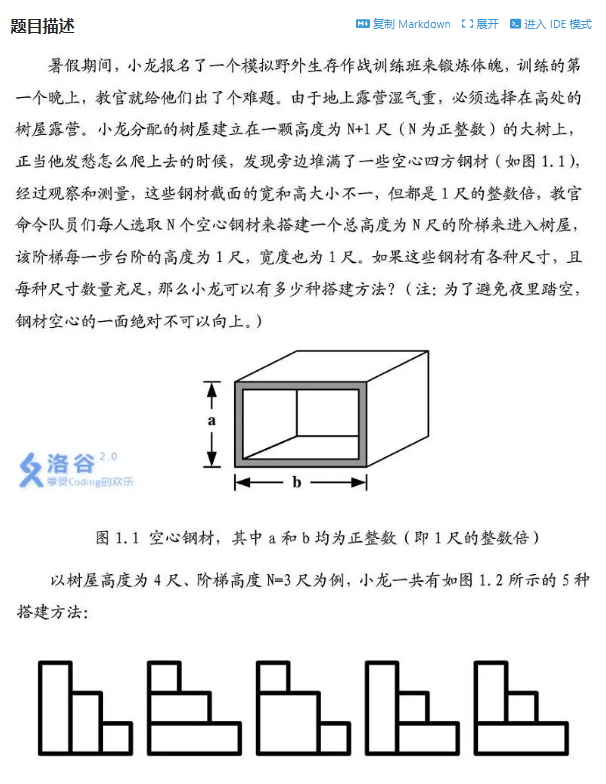 题目描述
复制 Markdown 展开 进入 IDE 模式
暑假期间，小龙报名了一个模拟野外生存作战训练班来锻炼体魄，训练的第
一个晚上，教官就给他们出了个难题。由于地上露营湿气重，必须选择在高处的
树屋露营。小龙分配的树屋建立在一颗高度为 N+1 尺（N 为正整数）的大树上，
正当他发愁怎么爬上去的时候，发现旁边堆满了一些空心四方钢材（如图 1.1），
经过观察和测量，这些钢材截面的宽和高大小不一，但都是 1 尺的整数倍，教官
命令队员们每人选取 N 个空心钢材来搭建一个总高度为 N 尺的阶梯来进入树屋，
该阶梯每一步台阶的高度为 1 尺，宽度也为 1 尺。如果这些钢材有各种尺寸，且
每种尺寸数量充足，那么小龙可以有多少种搭建方法？（注：为了避免夜里踏空，
钢材空心的一面绝对不可以向上。）
a
b
洛谷 2.0
享受Coding的欢乐
图 1.1 空心钢材，其中 a 和 b 均为正整数（即 1 尺的整数倍）
以树屋高度为 4 尺、阶梯高度 N=3 尺为例，小龙一共有如图 1.2 所示的 5 种
搭建方法：